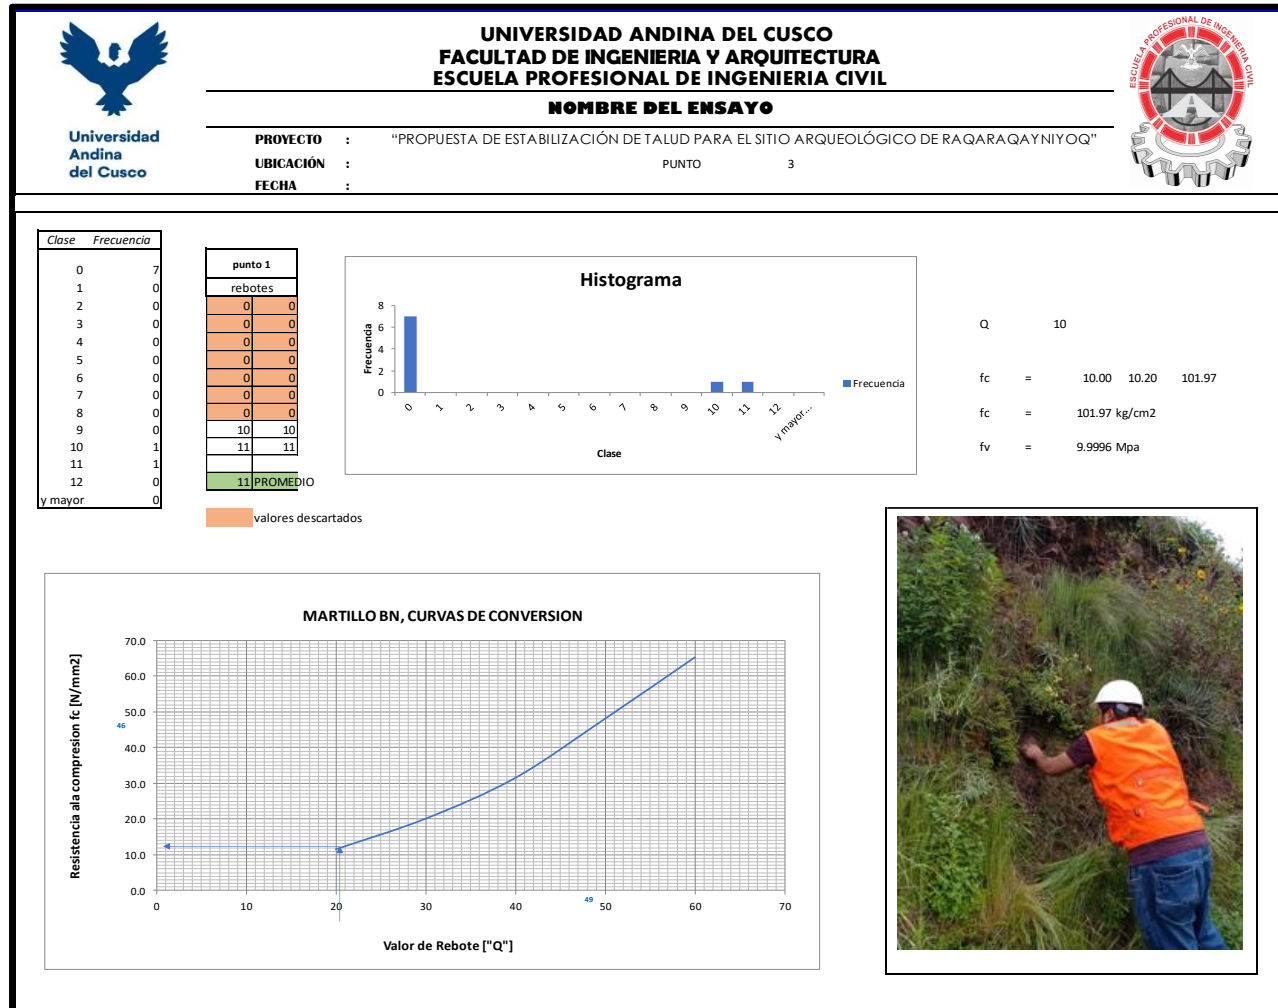 UNIVERSIDAD ANDINA DEL CUSCO
FACULTAD DE INGENIERIA Y ARQUITECTURA
ESCUELA PROFESIONAL DE INGENIERIA CIVIL
NOMBRE DEL ENSAYO
Universidad
Andina
del Cusco
ESCUELA PROFESIONAL DE INGENIERIA CIVIL
PROYECTO : “PROPUESTA DE ESTABILIZACIÓN DE TALUD PARA EL SITIO ARQUEOLÓGICO DE RAQARAQAYNIYOQ”
UBICACIÓN : PUNTO 3
FECHA :
Clase Frecuencia
0 7
1 0
2 0
3 0
4 0
5 0
6 0
7 0
8 0
9 0
10 1
11 1
12 0
y mayor 0
punto 1
rebotes
0 0
0 0
0 0
0 0
0 0
0 0
0 0
10 10
11 11
11 PROMEDIO
valores descartados
Histograma
Frecuencia
8
6
4
2
0
0 1 2 3 4 5 6 7 8 9 10 11 12 y mayor...
Clase
Frecuencia
Q 10
fc = 10.00 10.20 101.97
fc = 101.97 kg/cm2
fv = 9.9996 Mpa
MARTILLO BN, CURVAS DE CONVERSION
Resistencia ala compresion fc [N/mm2]
70.0
60.0
50.0
46
40.0
30.0
20.0
10.0
0.0
0 10 20 30 40 50 60 70
49
Valor de Rebote ["Q"]